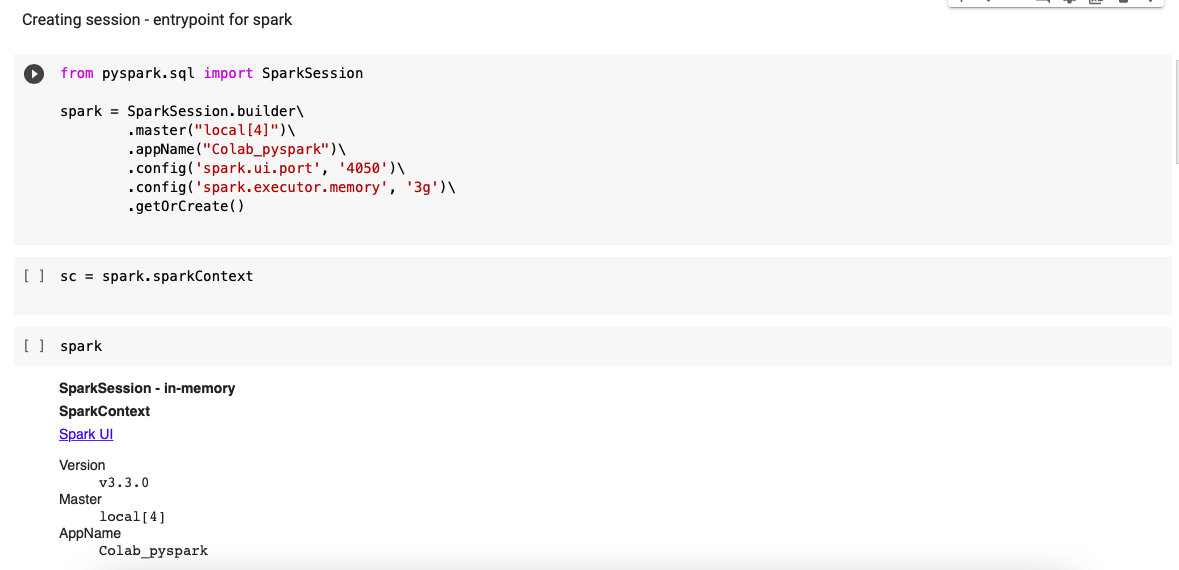 Creating session - entrypoint for spark
from pyspark.sql import SparkSession
spark = SparkSession.builder\
.master("local[4]")\
.appName("Colab_pyspark")\
.config('spark.ui.port', '4050')\
.config('spark.executor.memory', '3g')\
.getOrCreate()
[ ] sc = spark.sparkContext
[ ] spark
SparkSession - in-memory
SparkContext
Spark UI
Version
v3.3.0
Master
local[4]
AppName
Colab_pyspark